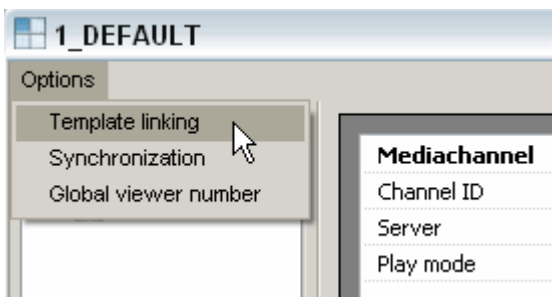 1_DEFAULT
Options
Template linking
Synchronization
Global viewer number
Mediachannel
Channel ID
Server
Play mode